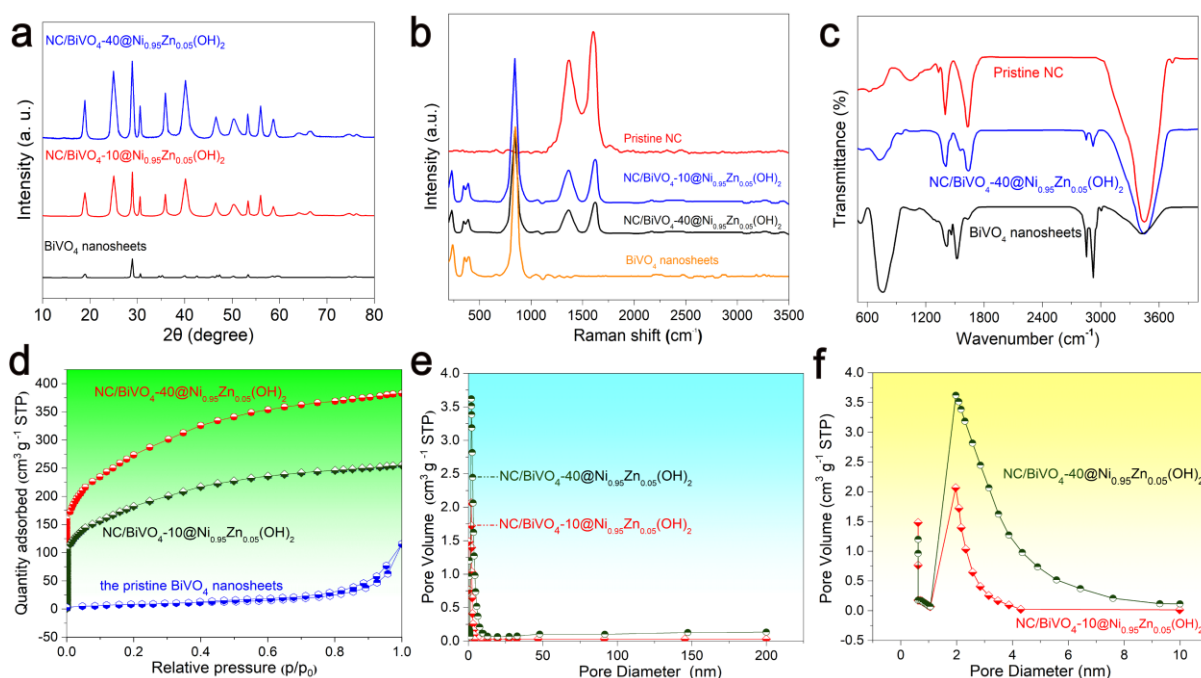 a
NC/BiVO₄-40@Ni₀.₉₅Zn₀.₀₅(OH)₂
NC/BiVO₄-10@Ni₀.₉₅Zn₀.₀₅(OH)₂
BiVO₄ nanosheets
Intensity (a. u.)
10 20 30 40 50 60 70 80
2θ (degree)
b
Pristine NC
NC/BiVO₄-10@Ni₀.₉₅Zn₀.₀₅(OH)₂
NC/BiVO₄-40@Ni₀.₉₅Zn₀.₀₅(OH)₂
BiVO₄ nanosheets
Intensity (a.u.)
500 1000 1500 2000 2500 3000 3500
Raman shift (cm⁻¹)
c
Pristine NC
NC/BiVO₄-40@Ni₀.₉₅Zn₀.₀₅(OH)₂
BiVO₄ nanosheets
Transmittance (%)
600 1200 1800 2400 3000 3600
Wavenumber (cm⁻¹)
d
400
350
300
250
200
150
100
50
0
-50
Quantity adsorbed (cm³ g⁻¹ STP)
NC/BiVO₄-40@Ni₀.₉₅Zn₀.₀₅(OH)₂
NC/BiVO₄-10@Ni₀.₉₅Zn₀.₀₅(OH)₂
the pristine BiVO₄ nanosheets
0.0 0.2 0.4 0.6 0.8 1.0
Relative pressure (p/p₀)
e
4.0
3.5
3.0
2.5
2.0
1.5
1.0
0.5
0.0
Pore Volume (cm³ g⁻¹ STP)
NC/BiVO₄-40@Ni₀.₉₅Zn₀.₀₅(OH)₂
NC/BiVO₄-10@Ni₀.₉₅Zn₀.₀₅(OH)₂
0 50 100 150 200
Pore Diameter (nm)
f
4.0
3.5
3.0
2.5
2.0
1.5
1.0
0.5
0.0
-0.5
Pore Volume (cm³ g⁻¹ STP)
NC/BiVO₄-40@Ni₀.₉₅Zn₀.₀₅(OH)₂
NC/BiVO₄-10@Ni₀.₉₅Zn₀.₀₅(OH)₂
0 2 4 6 8 10
Pore Diameter (nm)